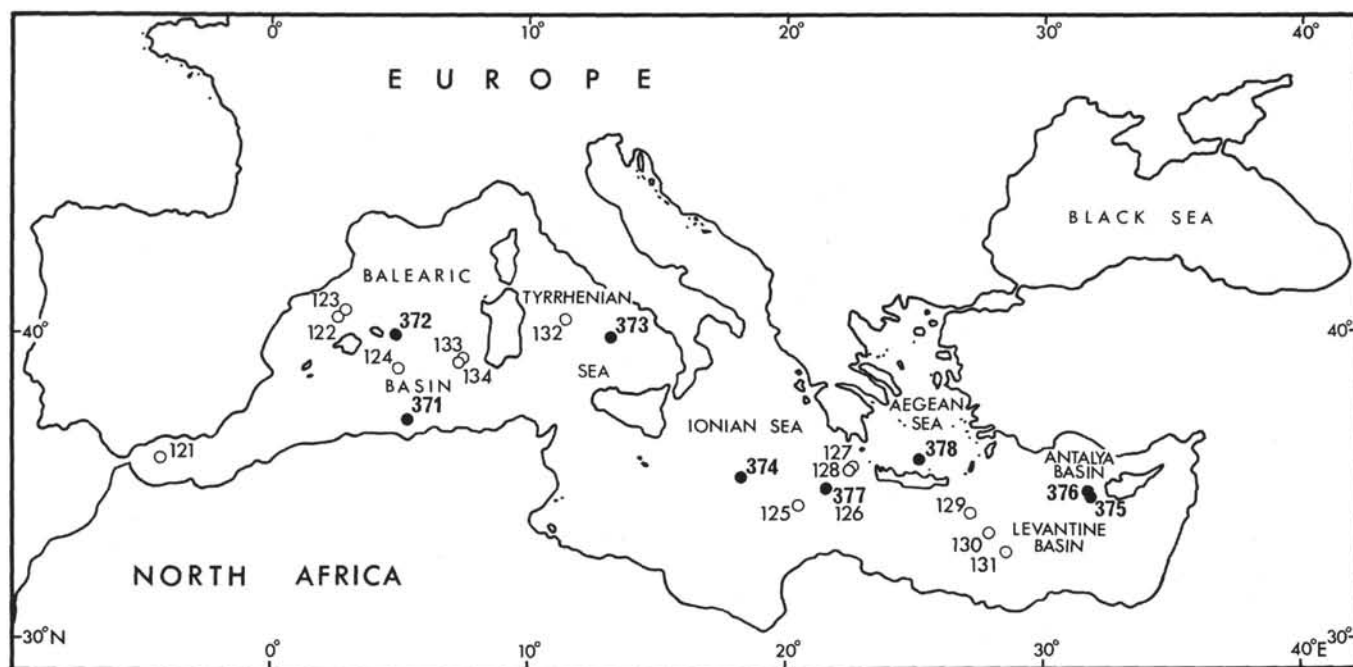 0° 10° 20° 30° 40°
E U R O P E
BLACK SEA
BALEARIC
123
TYRRHENIAN
122
372
132
373
40° 40°
133
124
134
SEA
BASIN
371
AEGEAN
SEA
IONIAN SEA
121
127
378
ANTALYA
BASIN
128
374
376
377
375
125
126
129
LEVANTINE
BASIN
130
131
NORTH AFRICA
30°N 30°
0° 10° 20° 30° 40°E